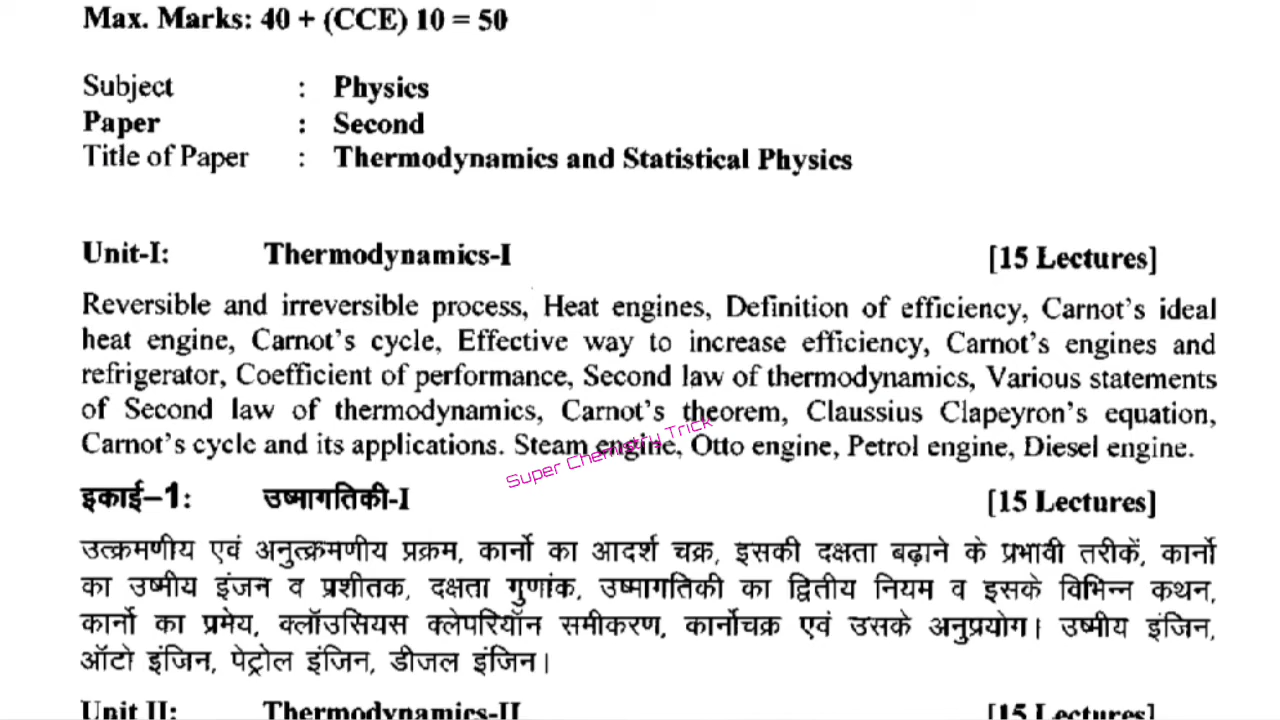 Max. Marks: 40 + (CCE) 10 = 50
Subject : Physics
Paper : Second
Title of Paper : Thermodynamics and Statistical Physics
Unit-I: Thermodynamics-I [15 Lectures]
Reversible and irreversible process, Heat engines, Definition of efficiency, Carnot's ideal
heat engine, Carnot's cycle, Effective way to increase efficiency, Carnot's engines and
refrigerator, Coefficient of performance, Second law of thermodynamics, Various statements
of Second law of thermodynamics, Carnot's theorem, Claussius Clapeyron's equation,
Carnot's cycle and its applications. Steam engine, Otto engine, Petrol engine, Diesel engine.
Super Chemistry Trick
इकाई–1: उष्मागतिकी-I [15 Lectures]
उत्क्रमणीय एवं अनुत्क्रमणीय प्रक्रम, कार्नो का आदर्श चक्र, इसकी दक्षता बढ़ाने के प्रभावी तरीकें, कार्नो
का उष्मीय इंजन व प्रशीतक, दक्षता गुणांक, उष्मागतिकी का द्वितीय नियम व इसके विभिन्न कथन,
कार्नो का प्रमेय, क्लॉउसियस क्लेपरियॉन समीकरण, कार्नोचक्र एवं उसके अनुप्रयोग। उष्मीय इंजिन,
ऑटो इंजिन, पेट्रोल इंजिन, डीजल इंजिन।
Unit II: Thermodynamics-II [15 Lectures]